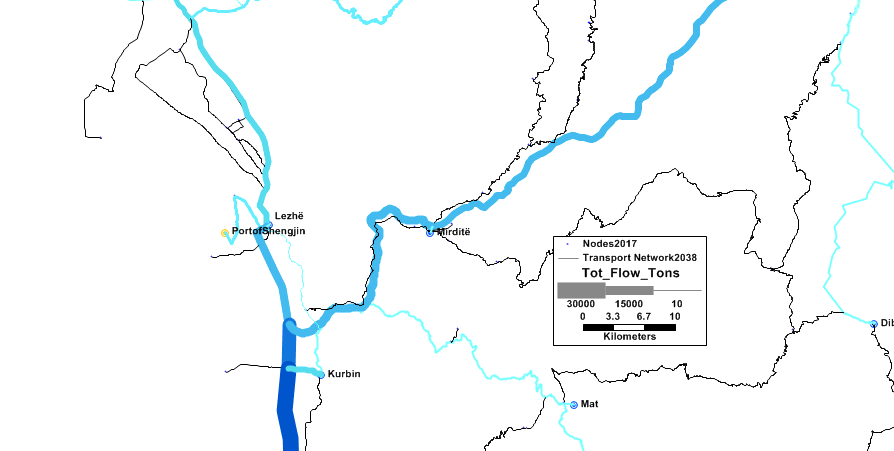 Lezhë
PortofShengjin
Mirditë
Nodes2017
Transport Network2038
Tot_Flow_Tons
30000 15000 10
0 3.3 6.7 10
Kilometers
Dib
Kurbin
Mat